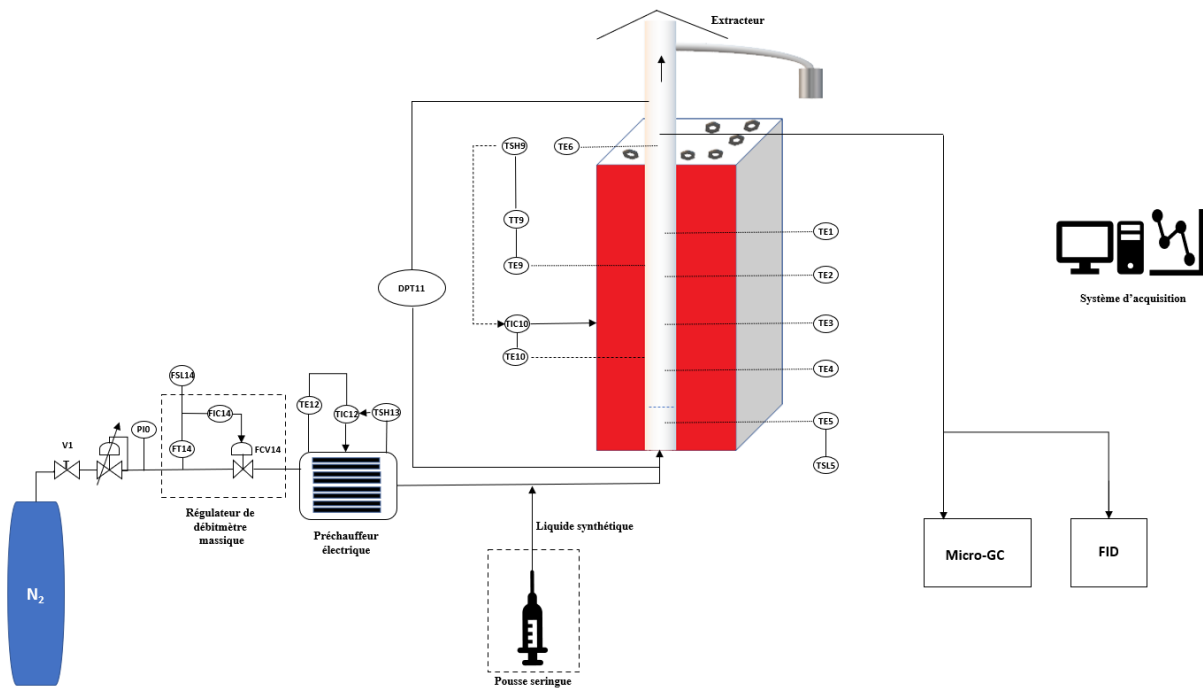 Extracteur
TSH9
TE6
TT9
TE1
TE9
TE2
DPT11
Système d'acquisition
TIC10
TE3
TE10
TE4
FSL14
TE12
TIC12
TSH13
FIC14
TE5
PI0
V1
FT14
FCV14
TSL5
Régulateur de
débitmètre
massique
Préchauffeur
électrique
Liquide synthétique
Micro-GC
FID
N2
Pousse seringue